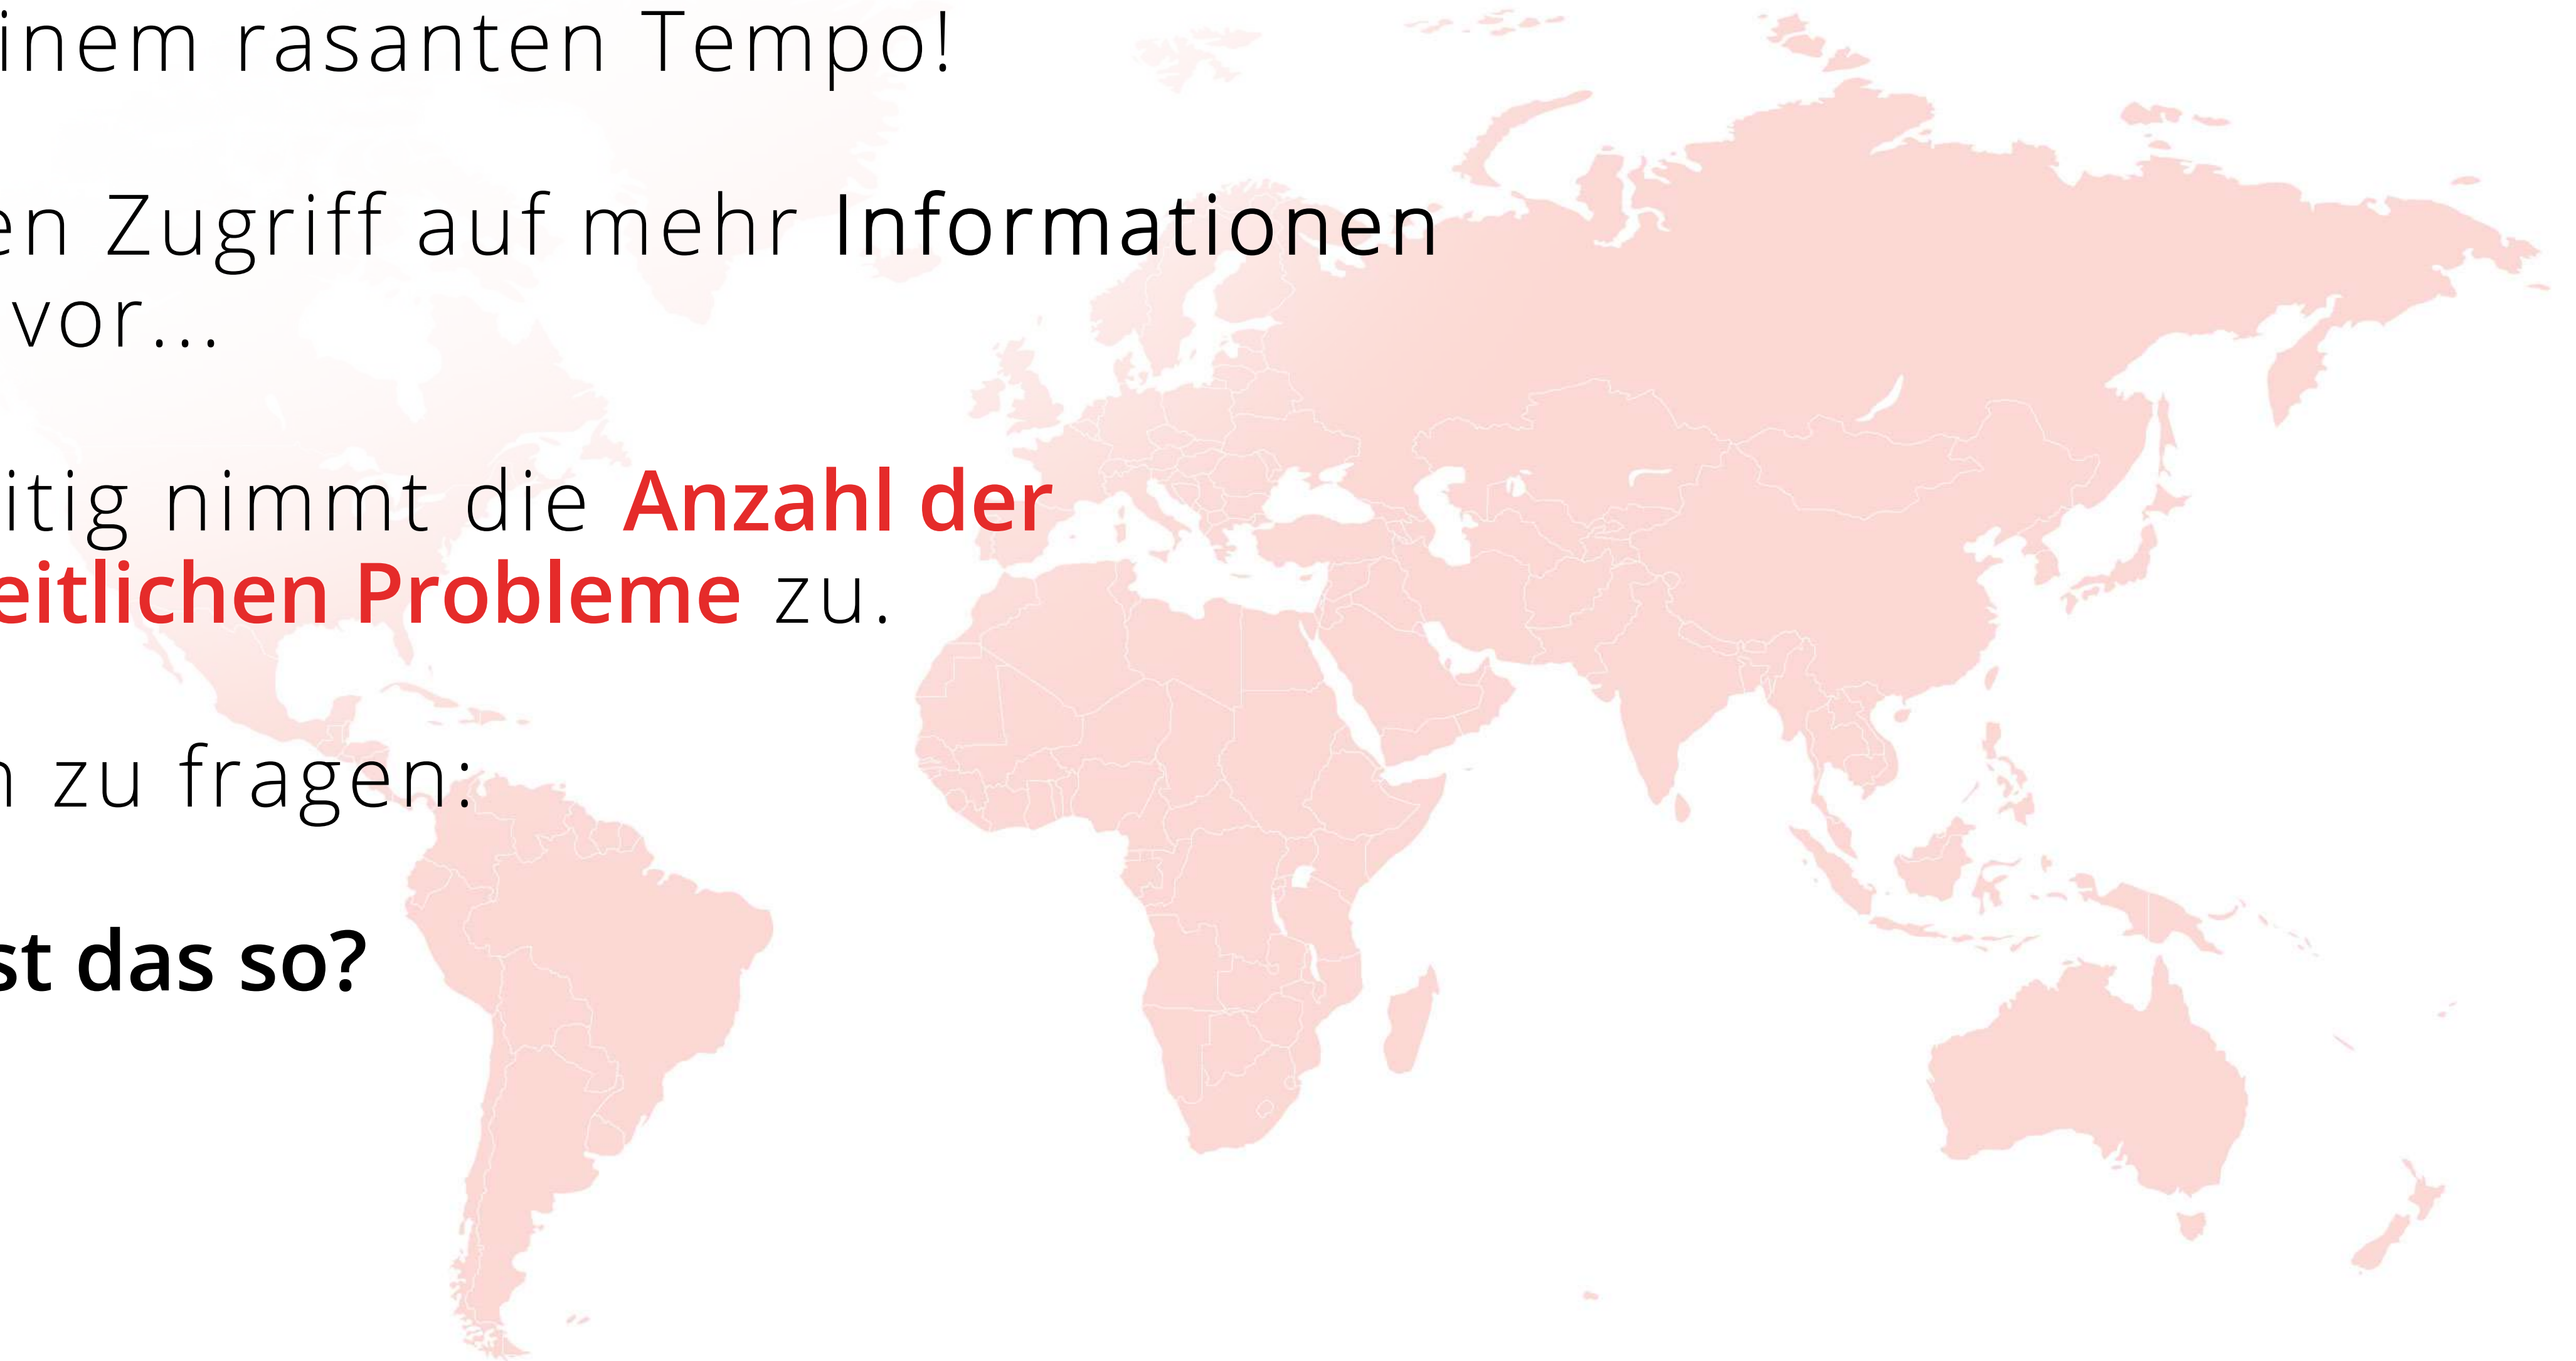 inem rasanten Tempo!
en Zugriff auf mehr Informationen
vor...
itig nimmt die Anzahl der
eitlichen Probleme zu.
n zu fragen:
st das so?